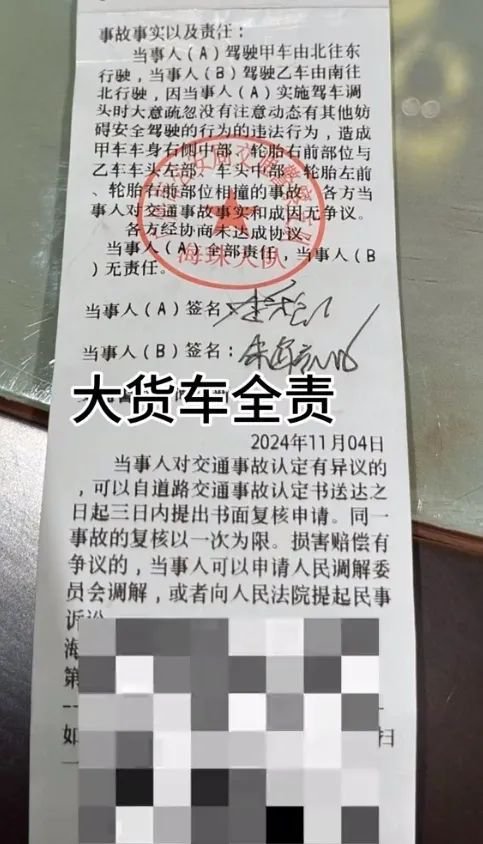 事故事实以及责任：
当事人(A)驾驶甲车由北往东
行驶，当事人(B)驾驶乙车由南往
北行驶，因当事人(A)实施驾车调
头时大意疏忽没有注意动态有其他妨
碍安全驾驶的行为的违法行为，造成
甲车车身右侧中部、轮胎右前部位与
乙车车头左部、车头中部、轮胎左前
、轮胎右前部位相撞的事故。各方当
事人对交通事故事实和成因无争议。
各方经协商未达成协议。
当事人(A)全部责任，当事人(B
)无责任。
海珠大队
当事人(A)签名：
当事人(B)签名：
大货车全责
2024年11月04日
当事人对交通事故认定有异议的
，可以自道路交通事故认定书送达之
日起三日内提出书面复核申请。同一
事故的复核以一次为限。损害赔偿有
争议的，当事人可以申请人民调解委
员会调解，或者向人民法院提起民事
诉讼
海
第
如
扫